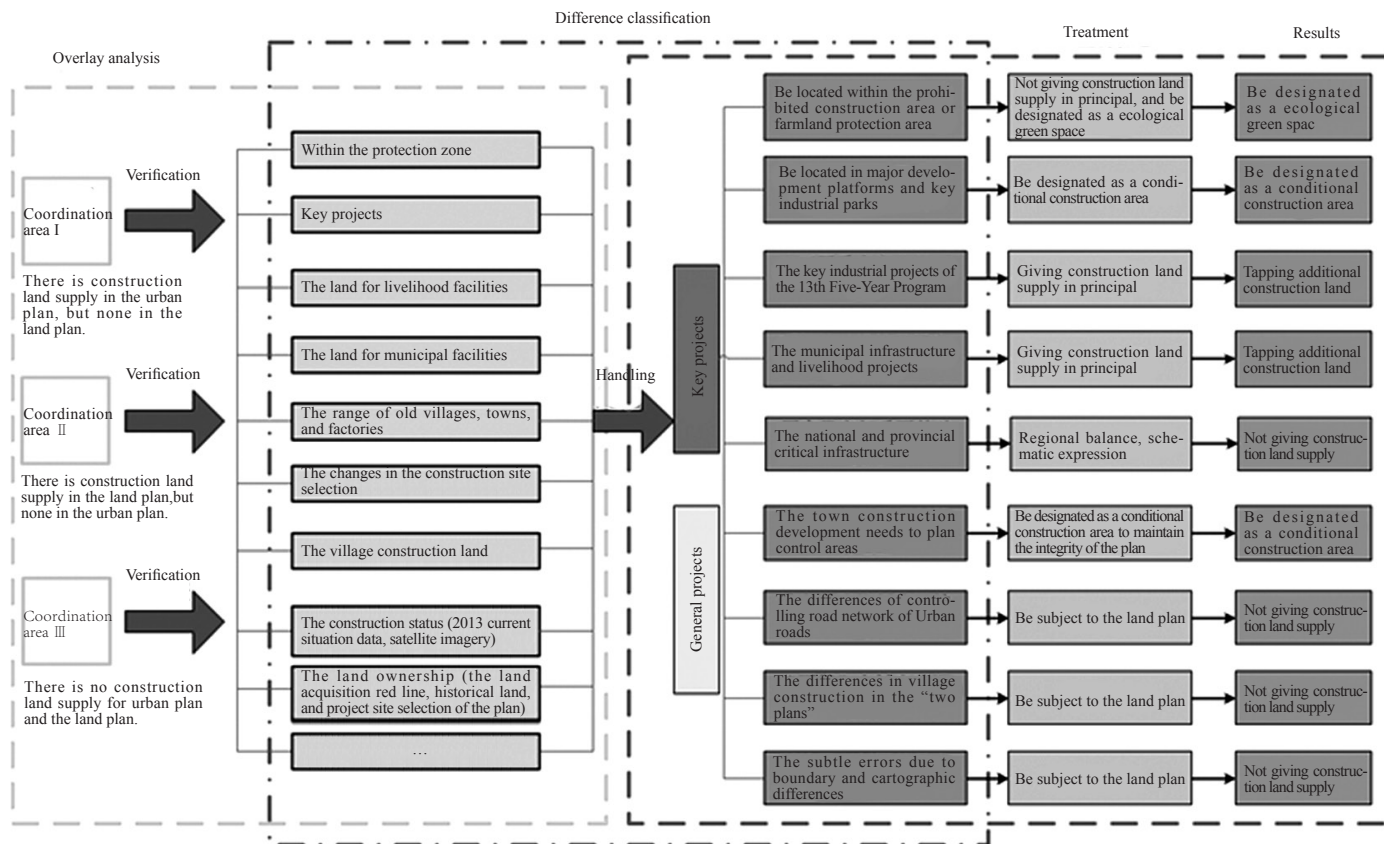 Difference classification
Overlay analysis
Treatment
Results
Coordination
area I
Verification
There is construction
land supply in the urban
plan, but none in the
land plan.
Coordination
area II
Verification
There is construction land
supply in the land plan,but
none in the urban plan.
Coordination
area III
Verification
There is no construction
land supply for urban plan
and the land plan.
Within the protection zone
Key projects
The land for livelihood facilities
The land for municipal facilities
The range of old villages, towns,
and factories
The changes in the construction site
selection
The village construction land
The construction status (2013 current
situation data, satellite imagery)
The land ownership (the land
acquisition red line, historical land,
and project site selection of the plan)
…
Handling
Key projects
General projects
Be located within the prohi-
bited construction area or
farmland protection area
Not giving construction land
supply in principal, and be
designated as a ecological
green space
Be designated
as a ecological
green spac
Be located in major develo-
pment platforms and key
industrial parks
Be designated as a condi-
tional construction area
Be designated
as a conditional
construction area
The key industrial projects of
the 13th Five-Year Program
Giving construction land
supply in principal
Tapping additional
construction land
The municipal infrastructure
and livelihood projects
Giving construction land
supply in principal
Tapping additional
construction land
The national and provincial
critical infrastructure
Regional balance, sche-
matic expression
Not giving construc-
tion land supply
The town construction
development needs to plan
control areas
Be designated as a conditional
construction area to maintain
the integrity of the plan
Be designated
as a conditional
construction area
The differences of contro-
lling road network of Urban
roads
Be subject to the land plan
Not giving construc-
tion land supply
The differences in village
construction in the “two
plans”
Be subject to the land plan
Not giving construc-
tion land supply
The subtle errors due to
boundary and cartographic
differences
Be subject to the land plan
Not giving construc-
tion land supply